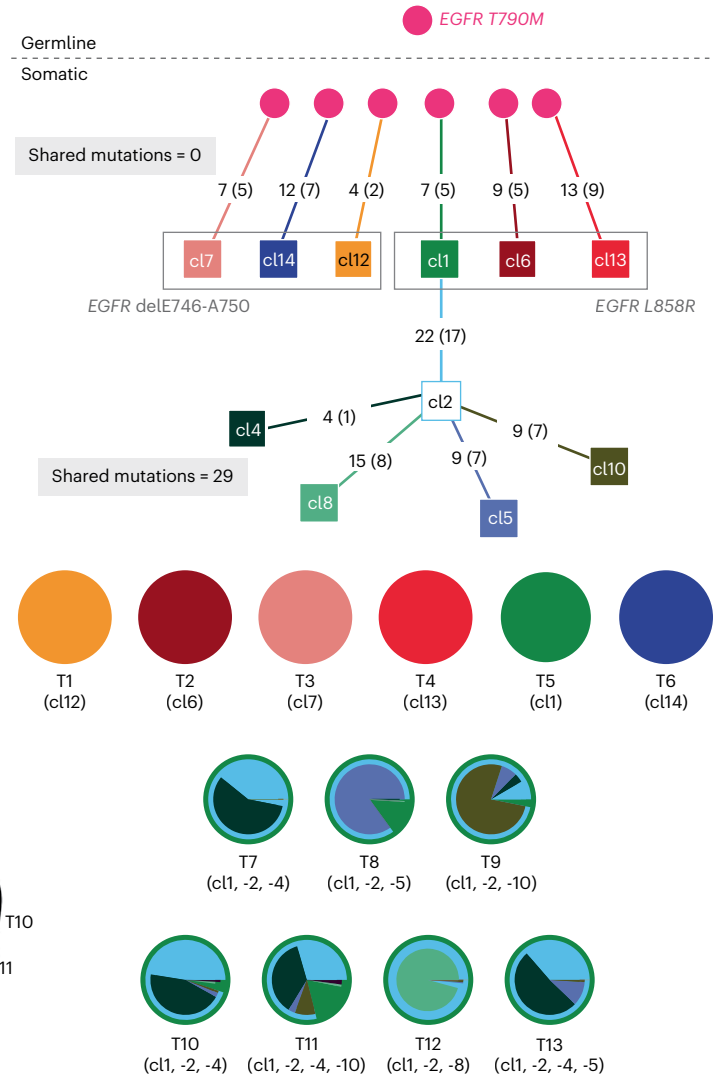 EGFR T790M
Germline
Somatic
Shared mutations = 0
7 (5)
12 (7)
4 (2)
7 (5)
9 (5)
13 (9)
cl7
cl14
cl12
cl1
cl6
cl13
EGFR delE746-A750
EGFR L858R
22 (17)
cl2
cl4
4 (1)
9 (7)
15 (8)
9 (7)
cl10
Shared mutations = 29
cl8
cl5
T1
(cl12)
T2
(cl6)
T3
(cl7)
T4
(cl13)
T5
(cl1)
T6
(cl14)
T7
(cl1, -2, -4)
T8
(cl1, -2, -5)
T9
(cl1, -2, -10)
T10
11
T10
(cl1, -2, -4)
T11
(cl1, -2, -4, -10)
T12
(cl1, -2, -8)
T13
(cl1, -2, -4, -5)